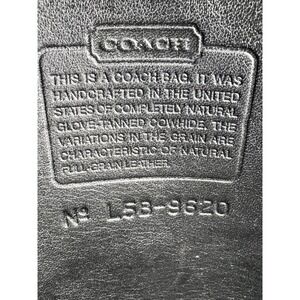 COACH
THIS IS A COACH BAG. IT WAS
HANDCRAFTED IN THE UNITED
STATES OF COMPLETELY NATURAL
GLOVE-TANNED COWHIDE. THE
VARIATIONS IN THE GRAIN ARE
CHARACTERISTIC OF NATURAL
FULL-GRAIN LEATHER.
Nº L5B-9620